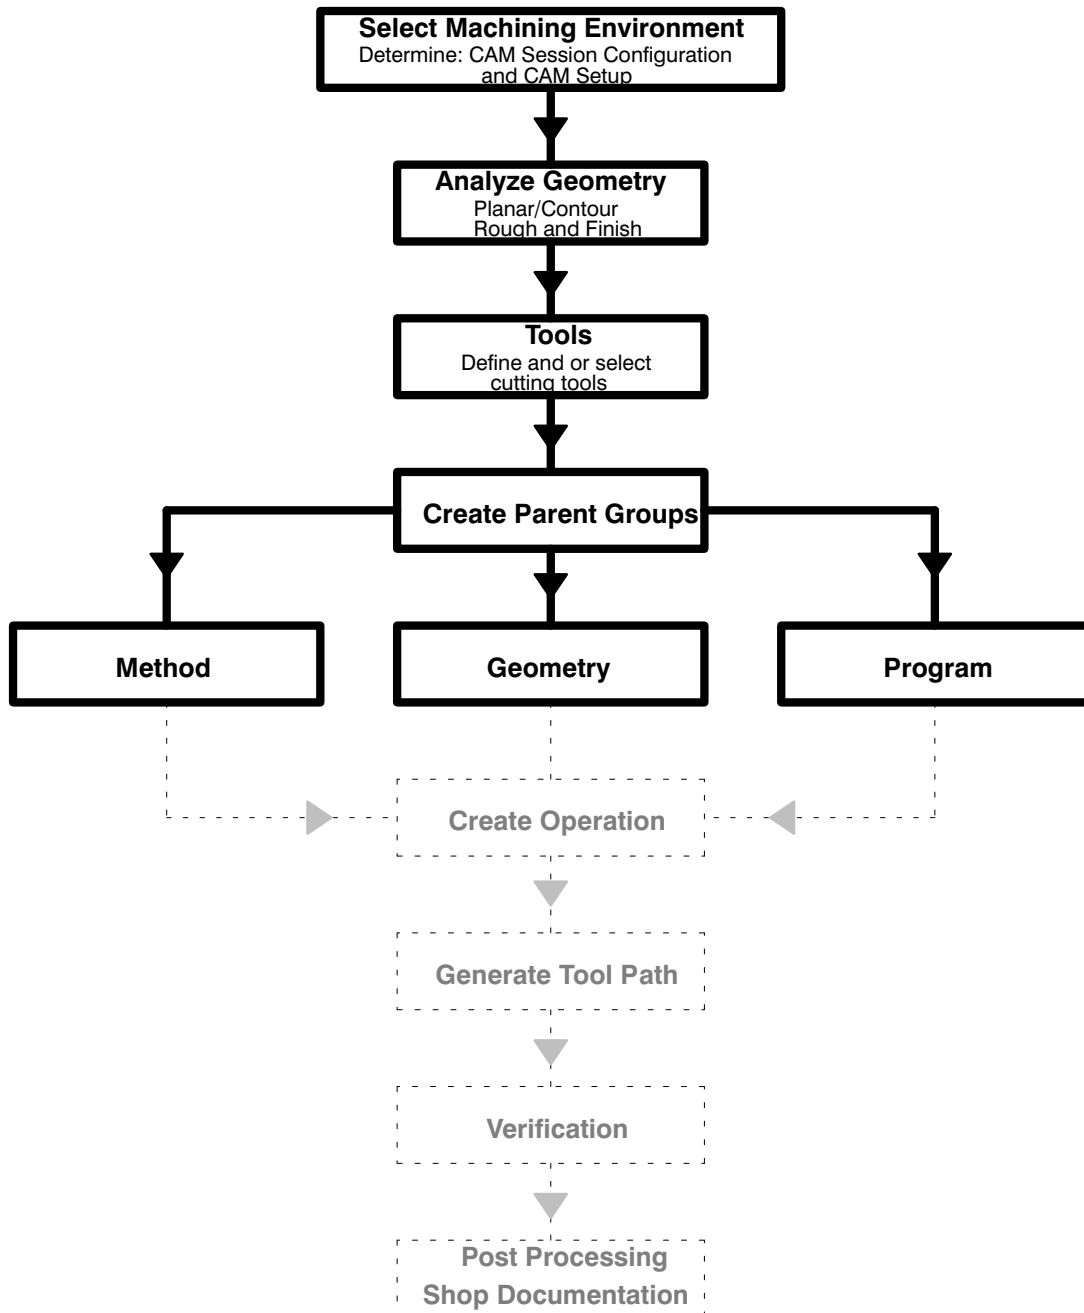 Select Machining Environment
Determine: CAM Session Configuration
and CAM Setup
Analyze Geometry
Planar/Contour
Rough and Finish
Tools
Define and or select
cutting tools
Create Parent Groups
Method
Geometry
Program
Create Operation
Generate Tool Path
Verification
Post Processing
Shop Documentation